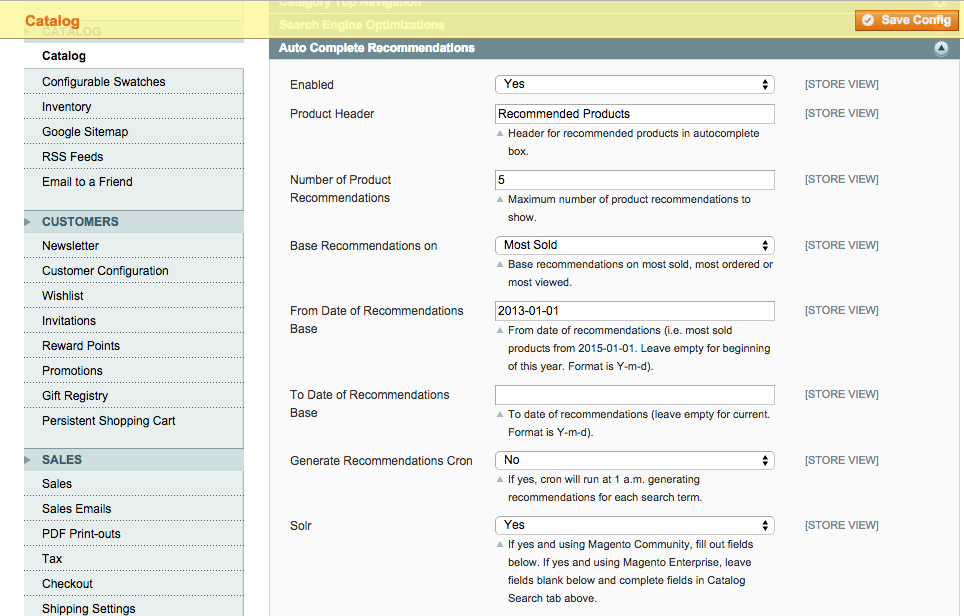 Category Top Navigation
Catalog
Search Engine Optimizations
Save Config
CATALOG
Auto Complete Recommendations
Catalog
Configurable Swatches
Inventory
Google Sitemap
RSS Feeds
Email to a Friend
CUSTOMERS
Newsletter
Customer Configuration
Wishlist
Invitations
Reward Points
Promotions
Gift Registry
Persistent Shopping Cart
SALES
Sales
Sales Emails
PDF Print-outs
Tax
Checkout
Shipping Settings
Enabled
Yes
[STORE VIEW]
Product Header
Recommended Products
[STORE VIEW]
Header for recommended products in autocomplete
box.
Number of Product
Recommendations
5
[STORE VIEW]
Maximum number of product recommendations to
show.
Base Recommendations on
Most Sold
[STORE VIEW]
Base recommendations on most sold, most ordered or
most viewed.
From Date of Recommendations
Base
2013-01-01
[STORE VIEW]
From date of recommendations (i.e. most sold
products from 2015-01-01. Leave empty for beginning
of this year. Format is Y-m-d).
To Date of Recommendations
Base
[STORE VIEW]
To date of recommendations (leave empty for current.
Format is Y-m-d).
Generate Recommendations Cron
No
[STORE VIEW]
If yes, cron will run at 1 a.m. generating
recommendations for each search term.
Solr
Yes
[STORE VIEW]
If yes and using Magento Community, fill out fields
below. If yes and using Magento Enterprise, leave
fields blank below and complete fields in Catalog
Search tab above.